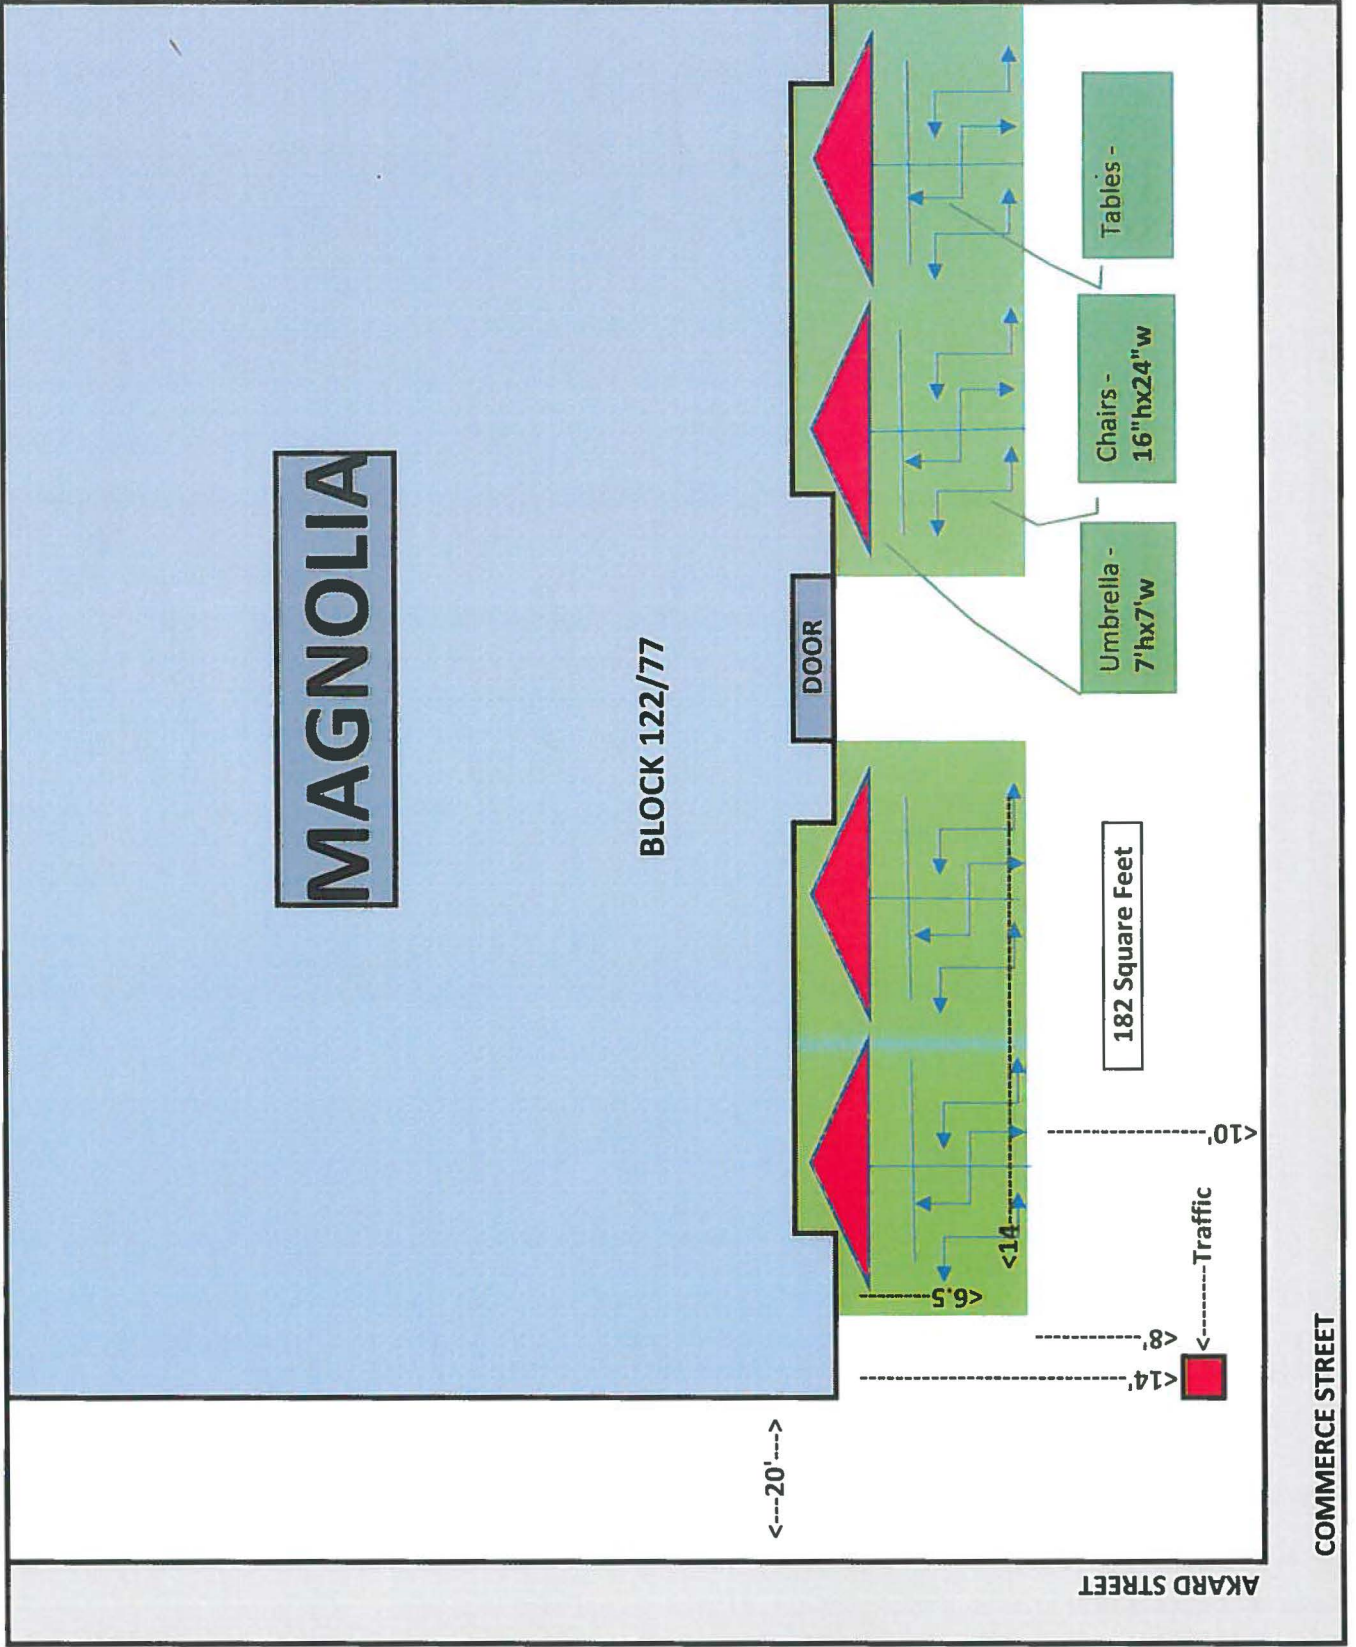 MAGNOLIA
BLOCK 122/77
DOOR
<---20'--->
<6.5
<14
<14'
<8'
<10'
<-------Traffic
182 Square Feet
Umbrella -
7'hx7'w
Chairs -
16"hx24"w
Tables -
AKARD STREET
COMMERCE STREET